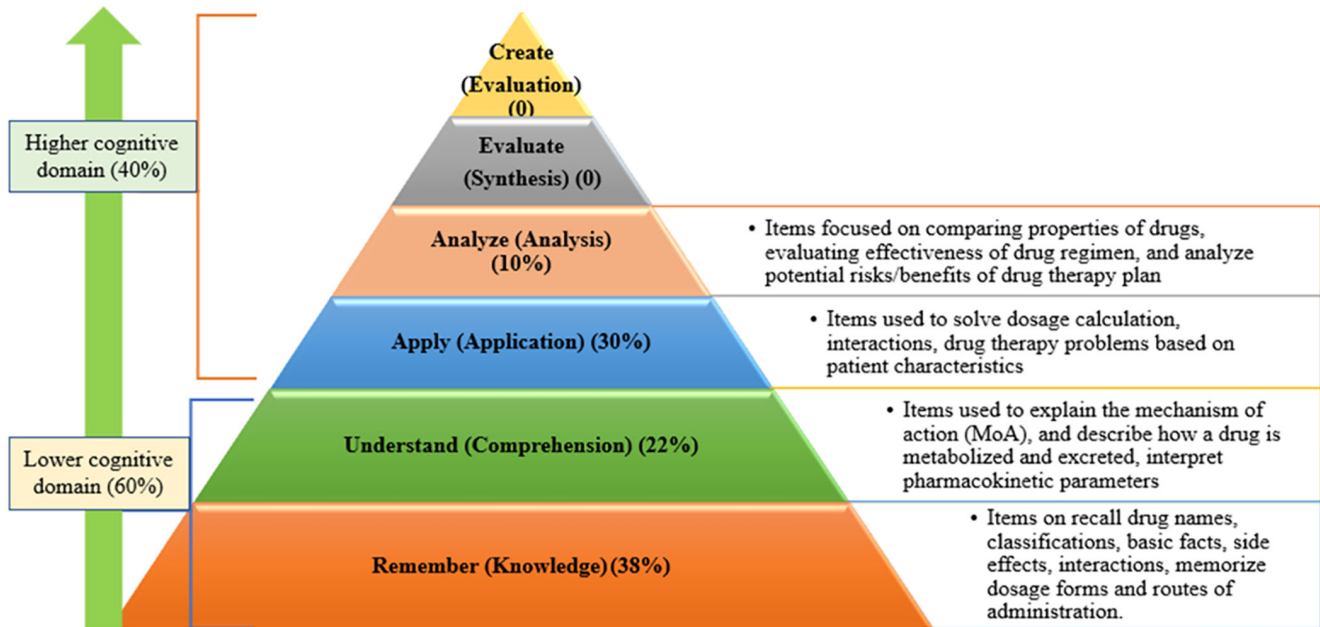 Create
(Evaluation)
(0)
Evaluate
(Synthesis) (0)
Higher cognitive
domain (40%)
Analyze (Analysis)
(10%)
• Items focused on comparing properties of drugs,
evaluating effectiveness of drug regimen, and analyze
potential risks/benefits of drug therapy plan
Apply (Application) (30%)
• Items used to solve dosage calculation,
interactions, drug therapy problems based on
patient characteristics
Understand (Comprehension) (22%)
• Items used to explain the mechanism of
action (MoA), and describe how a drug is
metabolized and excreted, interpret
pharmacokinetic parameters
Lower cognitive
domain (60%)
Remember (Knowledge) (38%)
• Items on recall drug names,
classifications, basic facts, side
effects, interactions, memorize
dosage forms and routes of
administration.